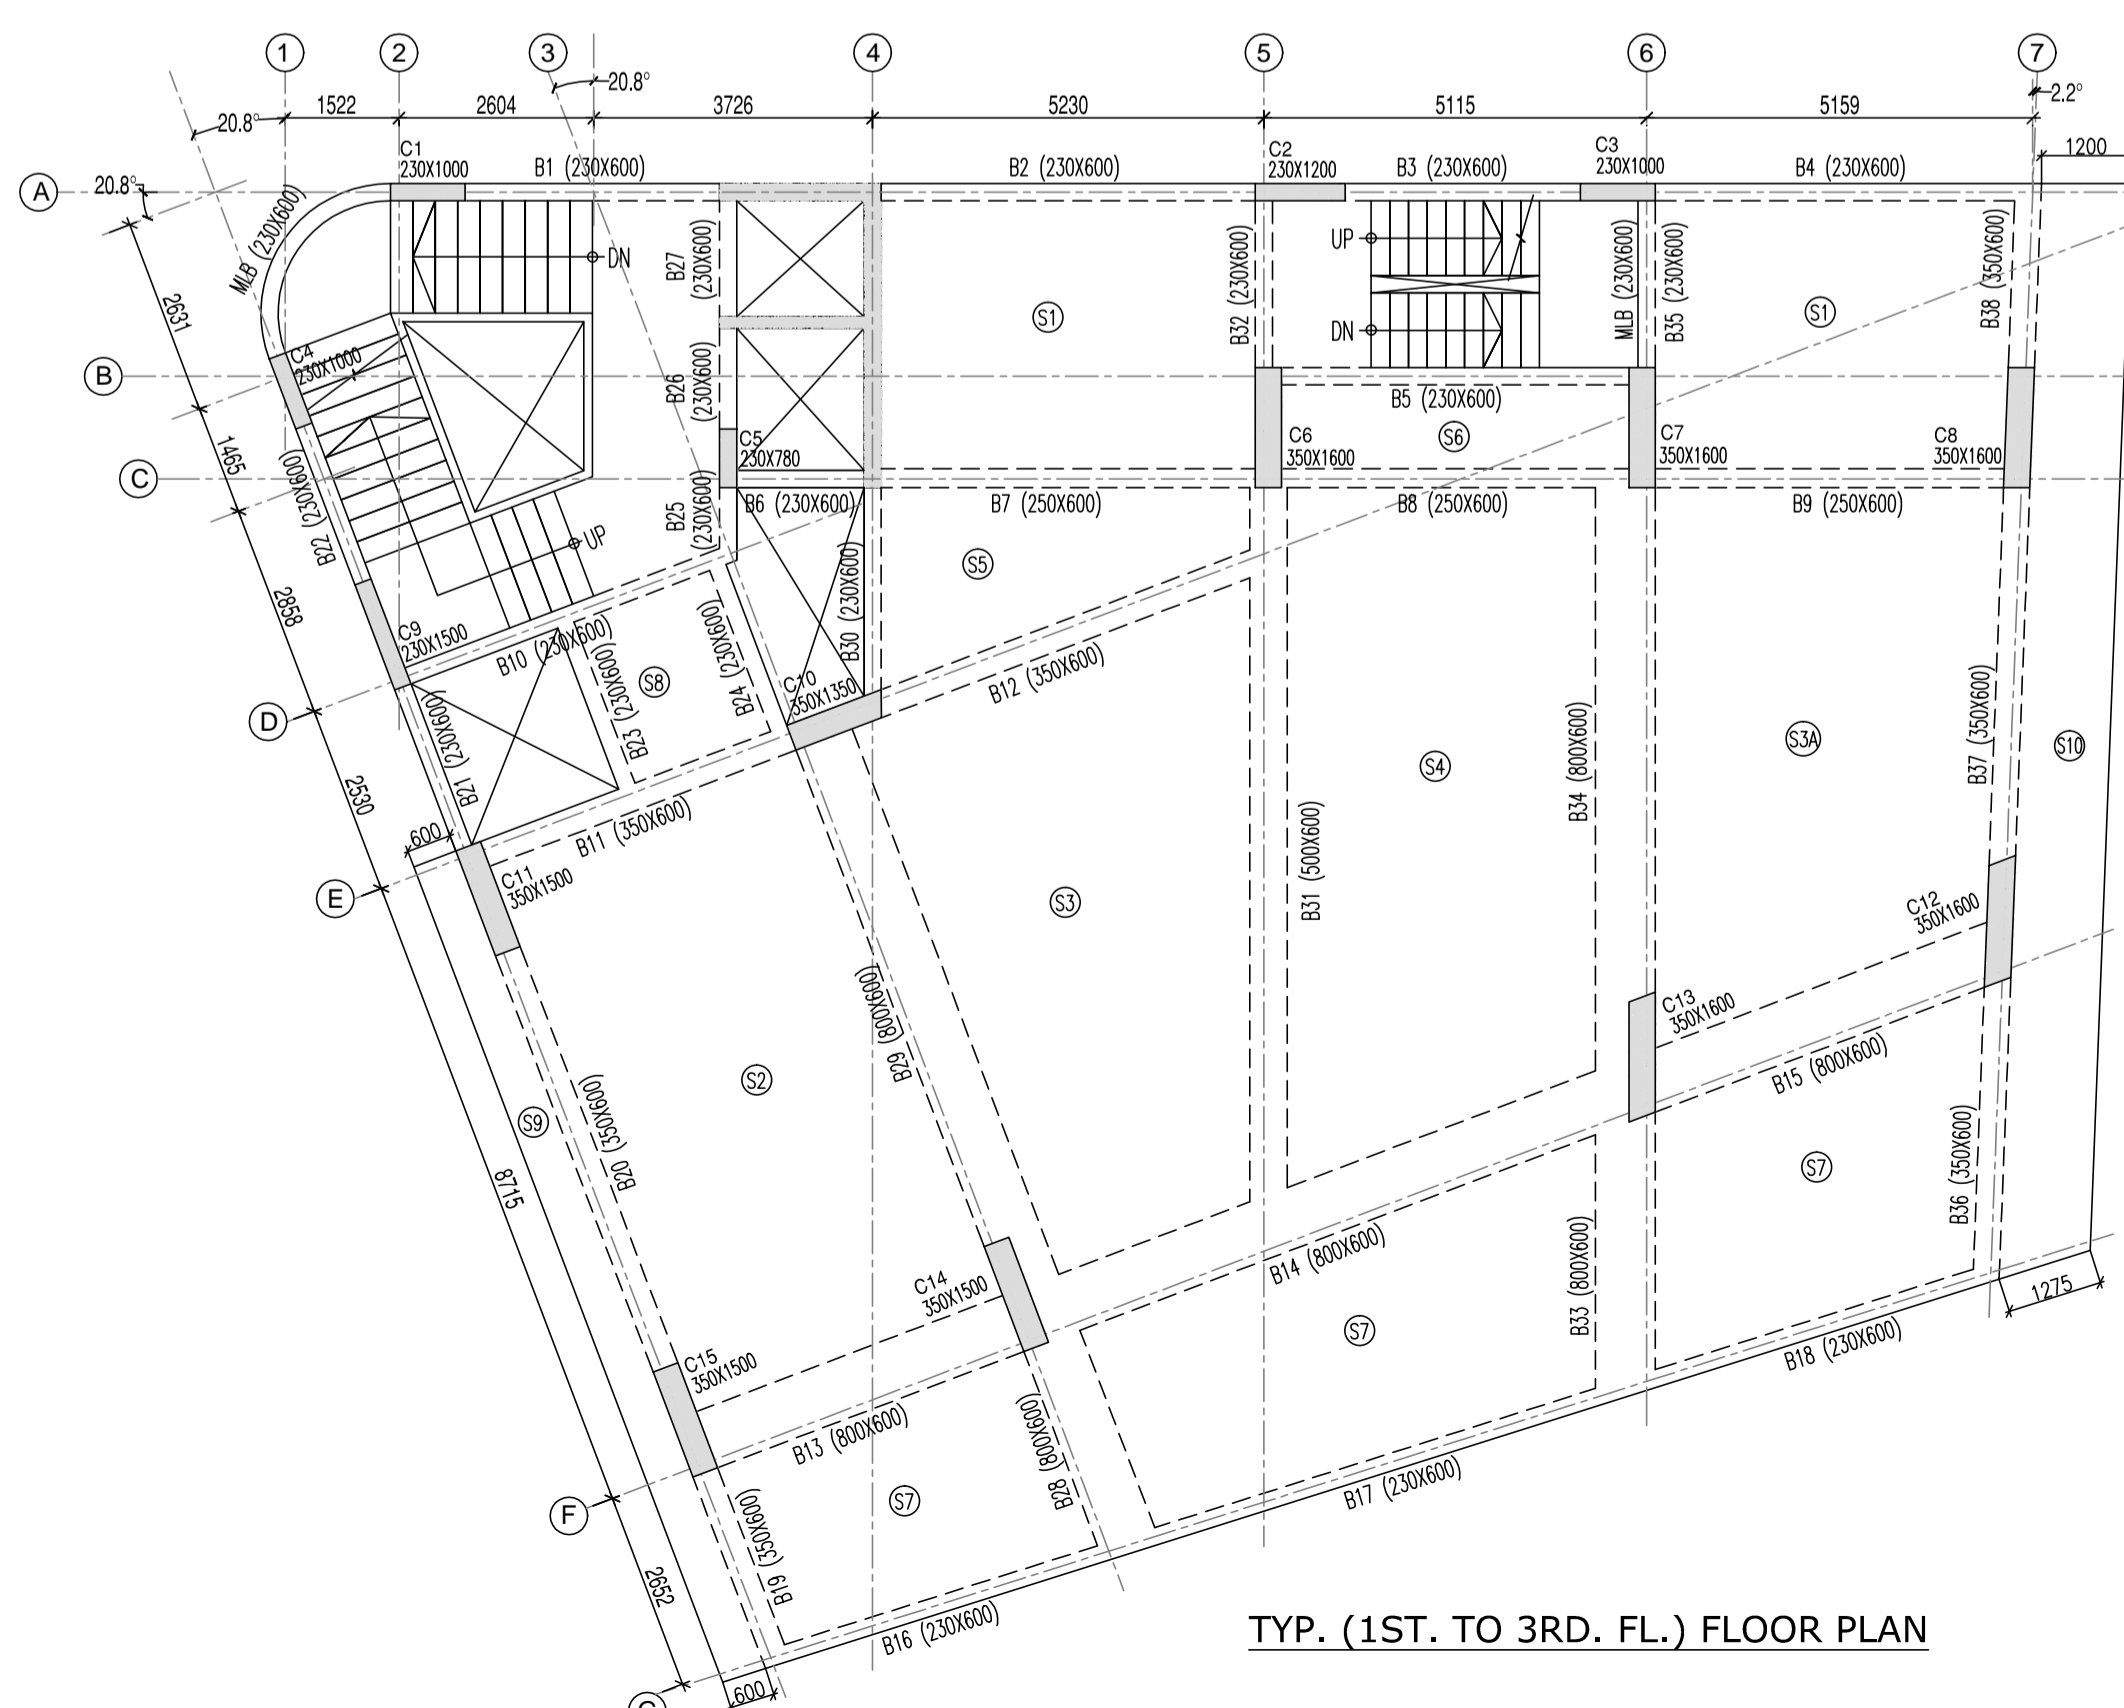 1
2
3
4
5
6
7
20.8°
2.2°
1522
2604
3726
5230
5115
5159
20.8°
1200
C1
230X1000
B1 (230X600)
B2 (230X600)
C2
230X1200
B3 (230X600)
C3
230X1000
B4 (230X600)
A
20.8°
MLB (230X600)
DN
B27
(230X600)
S1
B32 (230X600)
UP
DN
MLB (230X600)
B35 (230X600)
S1
B38 (350X600)
2631
B
C4
230X1000
B26
(230X600)
B5 (230X600)
C5
230X780
C6
350X1600
S6
C7
350X1600
C8
350X1600
1465
C
B22 (230X600)
B25
(230X600)
B6 (230X600)
B7 (250X600)
B8 (250X600)
B9 (250X600)
UP
S5
2858
B30 (230X600)
C9
230X1500
B10 (230X600)
B23 (230X600)
S8
B24 (230X600)
C10
350X1350
B12 (350X600)
D
B21 (230X600)
2530
600
B11 (350X600)
B31 (500X600)
S4
B34 (800X600)
S3A
B37 (350X600)
S10
E
C11
350X1500
S3
C12
350X1600
B29 (800X600)
C13
350X1600
S2
S9
B20 (350X600)
B15 (800X600)
8715
S7
B36 (350X600)
C14
350X1500
B14 (800X600)
B33 (800X600)
1275
S7
C15
350X1500
B18 (230X600)
B13 (800X600)
B28 (800X600)
S7
B17 (230X600)
F
B19 (350X600)
2652
B16 (230X600)
TYP. (1ST. TO 3RD. FL.) FLOOR PLAN
600